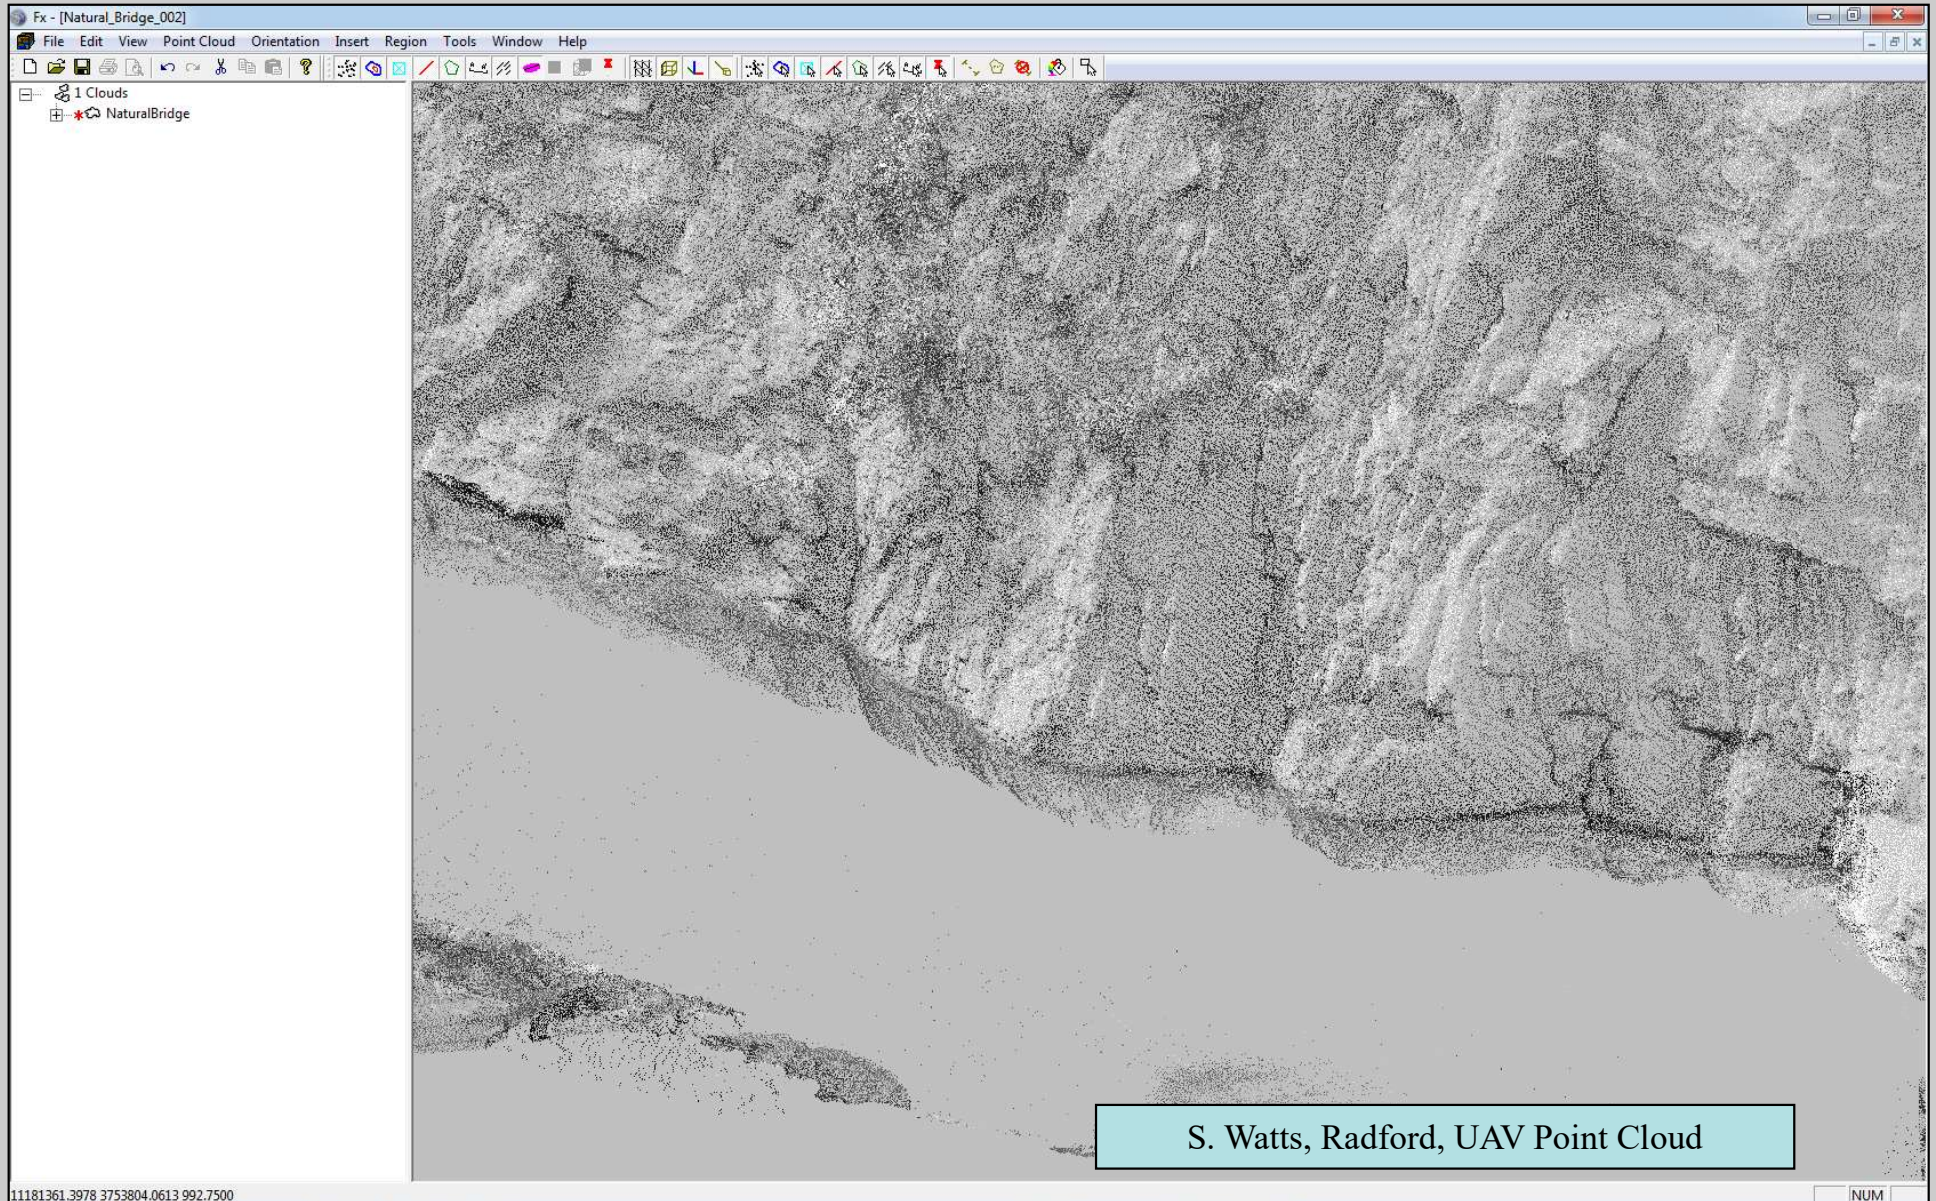 Fx - [Natural_Bridge_002]
File Edit View Point Cloud Orientation Insert Region Tools Window Help
1 Clouds
NaturalBridge
S. Watts, Radford, UAV Point Cloud
11181361.3978 3753804.0613 992.7500
NUM